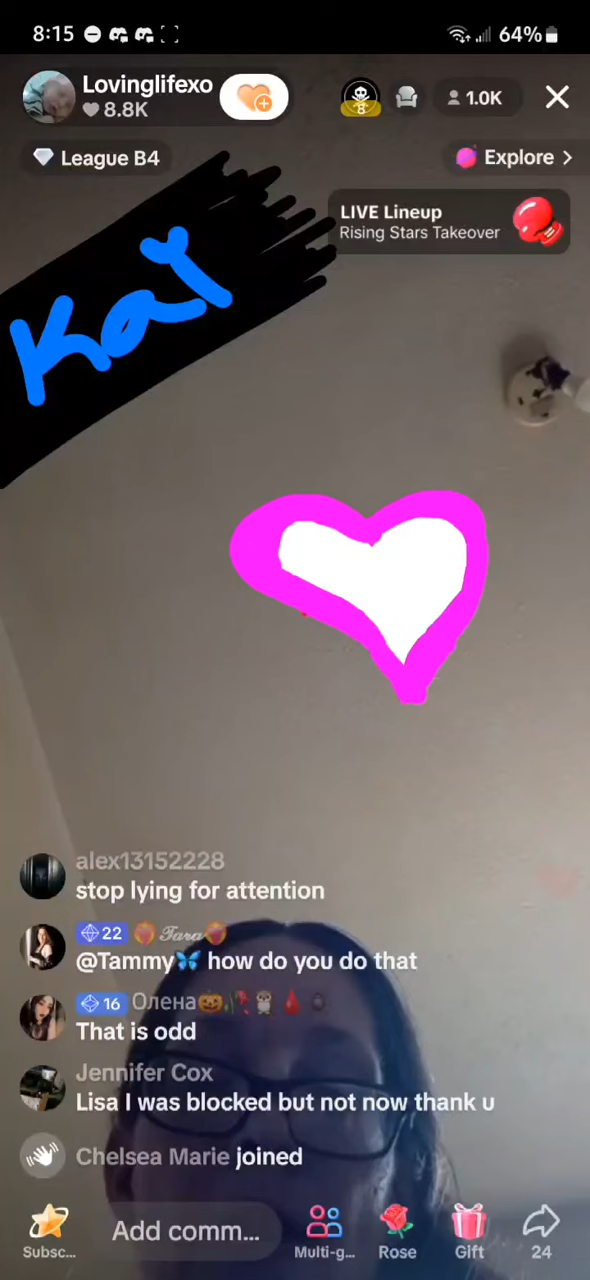 8:15
64%
Lovinglifexo
8.8K
1.0K
League B4
Explore >
LIVE Lineup
Rising Stars Takeover
Kay
alex13152228
stop lying for attention
22 Tara
@Tammy🦋 how do you do that
16 Олена🎃🥀🦉🩸
That is odd
Jennifer Cox
Lisa I was blocked but not now thank u
Chelsea Marie joined
Subsc...
Add comm...
Multi-g...
Rose
Gift
24